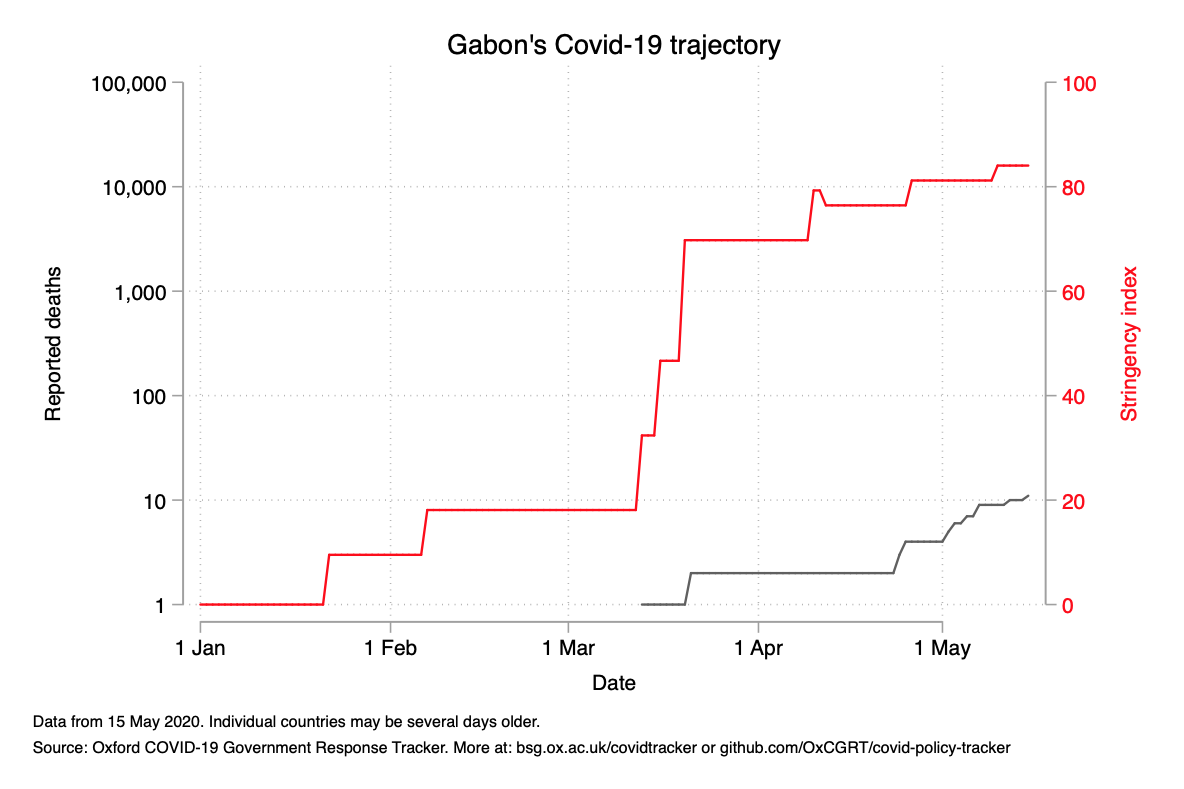 Gabon's Covid-19 trajectory
100,000
10,000
1,000
100
10
1
Reported deaths
100
80
60
40
20
0
Stringency index
1 Jan
1 Feb
1 Mar
1 Apr
1 May
Date
Data from 15 May 2020. Individual countries may be several days older.
Source: Oxford COVID-19 Government Response Tracker. More at: bsg.ox.ac.uk/covidtracker or github.com/OxCGRT/covid-policy-tracker